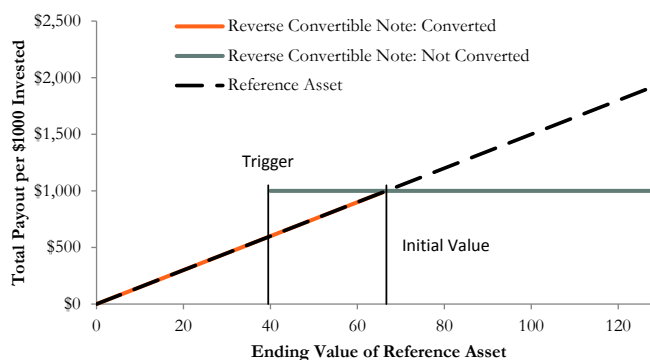 $2,500
$2,000
$1,500
$1,000
$500
$0
Total Payout per $1000 Invested
Reverse Convertible Note: Converted
Reverse Convertible Note: Not Converted
Reference Asset
Trigger
Initial Value
0 20 40 60 80 100 120
Ending Value of Reference Asset